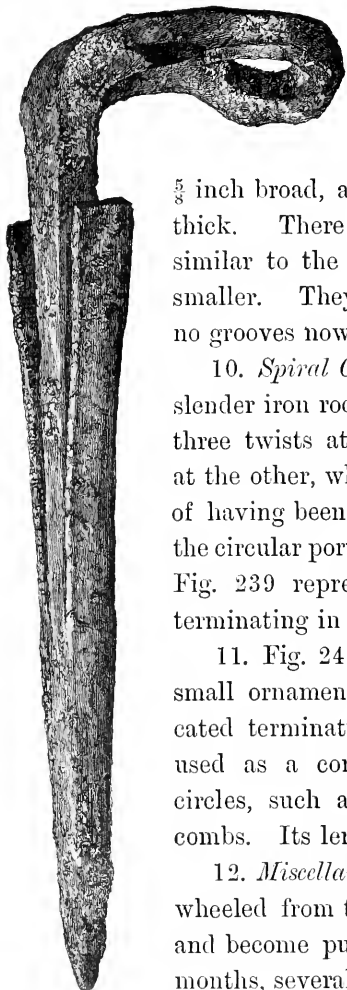 ⅝ inch broad, a
thick. There
similar to the
smaller. They
no grooves now
10. Spiral
slender iron roo
three twists at
at the other, wh
of having been
the circular por
Fig. 239 repre
terminating in
11. Fig. 24
small ornamen
cated terminat
used as a con
circles, such a
combs. Its ler
12. Miscella
wheeled from t
and become pu
months, several